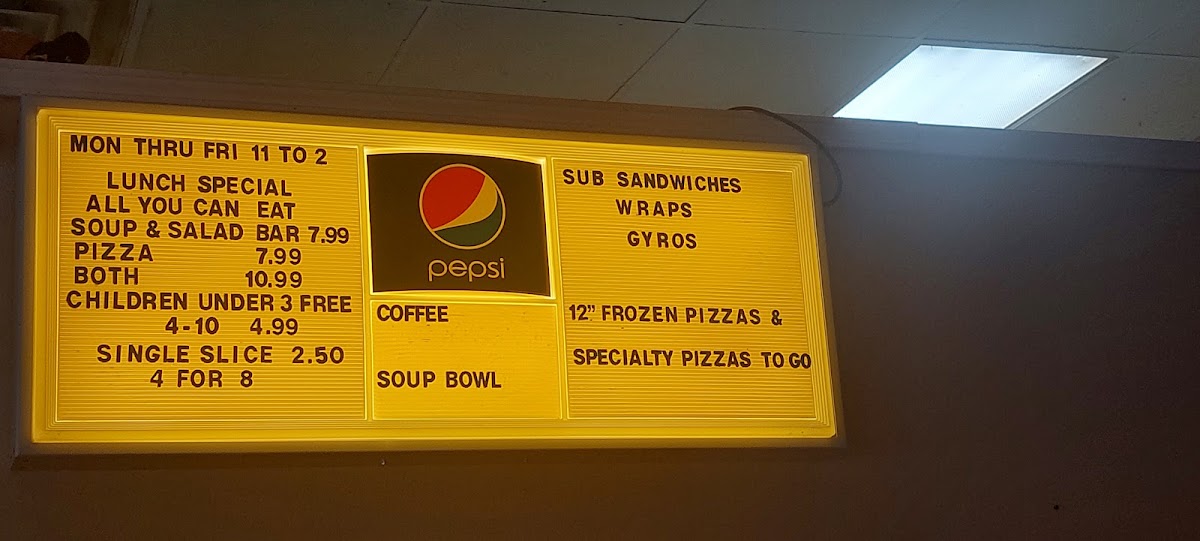 MON THRU FRI 11 TO 2
LUNCH SPECIAL
ALL YOU CAN EAT
SOUP & SALAD BAR 7.99
PIZZA 7.99
BOTH 10.99
CHILDREN UNDER 3 FREE
4-10 4.99
SINGLE SLICE 2.50
4 FOR 8
pepsi
COFFEE
SOUP BOWL
SUB SANDWICHES
WRAPS
GYROS
12" FROZEN PIZZAS &
SPECIALTY PIZZAS TO GO